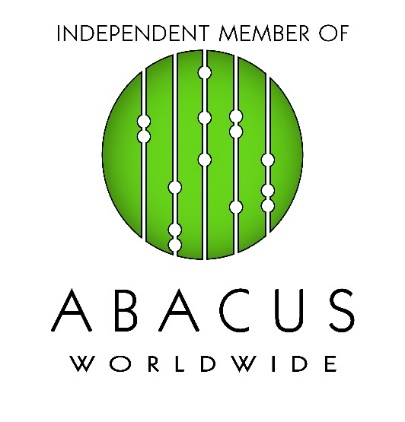 INDEPENDENT MEMBER OF
ABACUS
WORLDWIDE